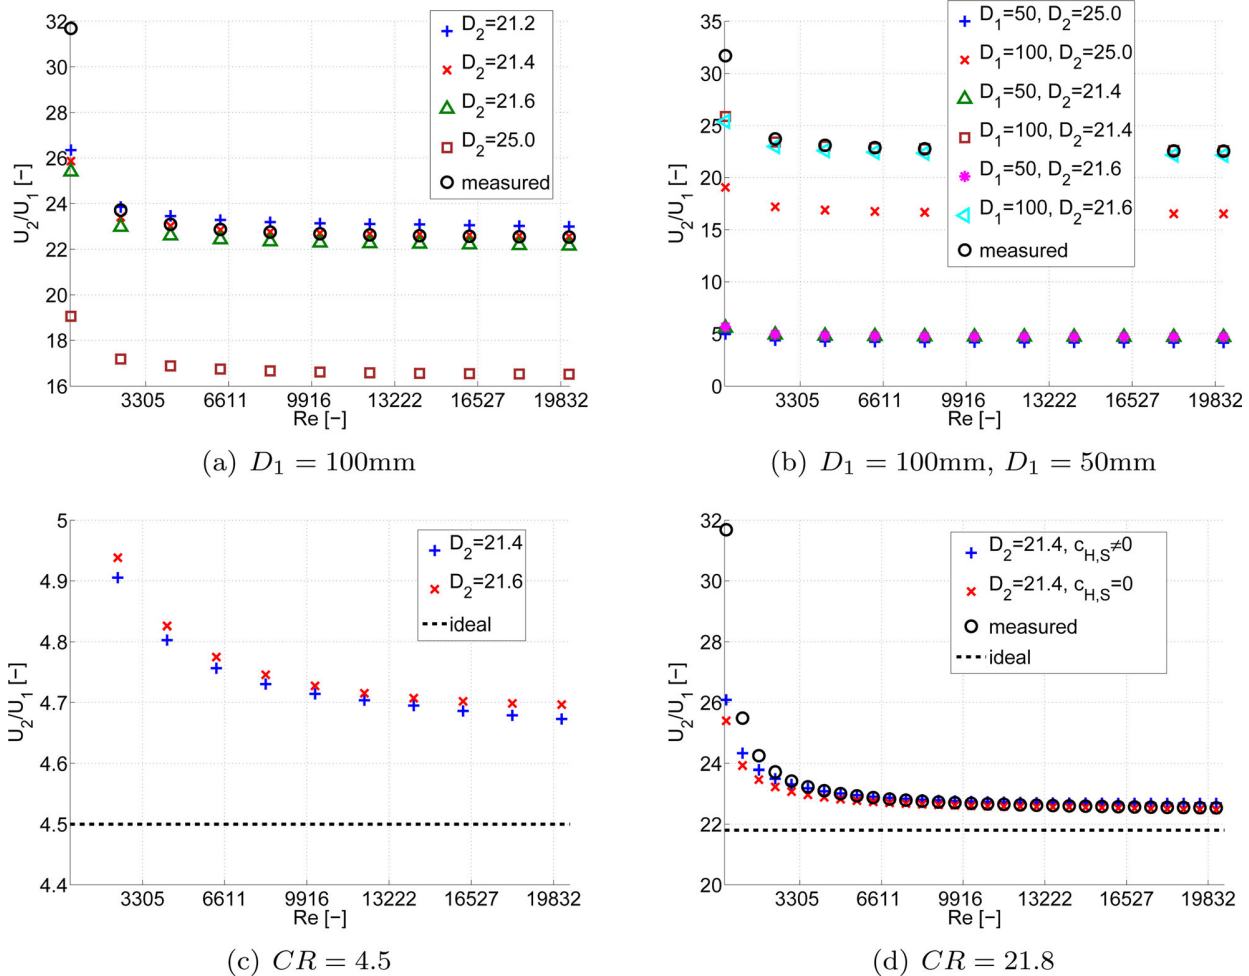 32
30
28
26
24
22
20
18
16
U₂/U₁ [−]
D₂=21.2
D₂=21.4
D₂=21.6
D₂=25.0
measured
3305 6611 9916 13222 16527 19832
Re [−]
(a) D₁ = 100mm
35
30
25
20
15
10
5
0
U₂/U₁ [−]
D₁=50, D₂=25.0
D₁=100, D₂=25.0
D₁=50, D₂=21.4
D₁=100, D₂=21.4
D₁=50, D₂=21.6
D₁=100, D₂=21.6
measured
3305 6611 9916 13222 16527 19832
Re [−]
(b) D₁ = 100mm, D₁ = 50mm
5
4.9
4.8
4.7
4.6
4.5
4.4
U₂/U₁ [−]
D₂=21.4
D₂=21.6
ideal
3305 6611 9916 13222 16527 19832
Re [−]
(c) CR = 4.5
32
30
28
26
24
22
20
U₂/U₁ [−]
D₂=21.4, c_H,S≠0
D₂=21.4, c_H,S=0
measured
ideal
3305 6611 9916 13222 16527 19832
Re [−]
(d) CR = 21.8